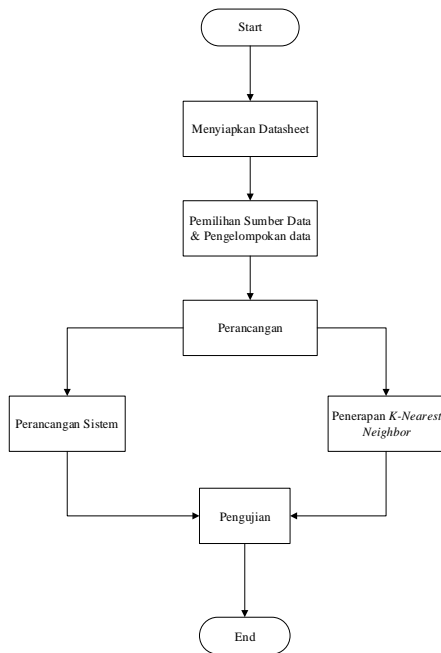 Start
Menyiapkan Datasheet
Pemilihan Sumber Data
& Pengelompokan data
Perancangan
Perancangan Sistem
Penerapan K-Nearest
Neighbor
Pengujian
End